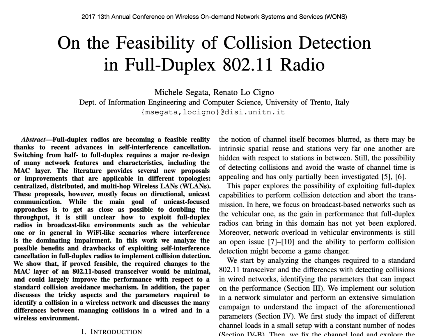 2017 13th Annual Conference on Wireless On-demand Network Systems and Services (WONS)
On the Feasibility of Collision Detection
in Full-Duplex 802.11 Radio
Michele Segata, Renato Lo Cigno
Dept. of Information Engineering and Computer Science, University of Trento, Italy
{msegata,locigno}@disi.unitn.it
Abstract—Full-duplex radios are becoming a feasible reality
thanks to recent advances in self-interference cancellation.
Switching from half- to full-duplex requires a major re-design
of many network features and characteristics, including the
MAC layer. The literature provides several new proposals
or improvements that are applicable in different topologies:
centralized, distributed, and multi-hop Wireless LANs (WLANs).
These proposals, however, mostly focus on directional, unicast
communication. While the main goal of unicast-focused
approaches is to get as close as possible to doubling the
throughput, it is still unclear how to exploit full-duplex
radios in broadcast-like environments such as the vehicular
one or in general in WiFi-like scenarios where interference
is the dominating impairment. In this work we analyze the
possible benefits and drawbacks of exploiting self-interference
cancellation in full-duplex radios to implement collision detection.
We show that, if proved feasible, the required changes to the
MAC layer of an 802.11-based transceiver would be minimal,
and could largely improve the performance with respect to a
standard collision avoidance mechanism. In addition, the paper
discusses the tricky aspects and the parameters required to
identify a collision in a wireless network and discusses the main
differences between managing collisions in a wired and in a
wireless environment.
I. INTRODUCTION
the notion of channel itself becomes blurred, as there may be
intrinsic spatial reuse and stations very far one another are
hidden with respect to stations in between. Still, the possibility
of detecting collisions and avoid the waste of channel time is
appealing and has only partially been investigated [5], [6].
This paper explores the possibility of exploiting full-duplex
capabilities to perform collision detection and abort the trans-
mission. In here, we focus on broadcast-based networks such as
the vehicular one, as the gain in performance that full-duplex
radios can bring in this domain has not yet been explored.
Moreover, network overload in vehicular environments is still
an open issue [7]–[10] and the ability to perform collision
detection might become a game changer.
We start by analyzing the changes required to a standard
802.11 transceiver and the differences with detecting collisions
in wired networks, identifying the parameters that can impact
on the performance (Section III). We implement our solution
in a network simulator and perform an extensive simulation
campaign to understand the impact of the aforementioned
parameters (Section IV). We first study the impact of different
channel loads in a small setup with a constant number of nodes